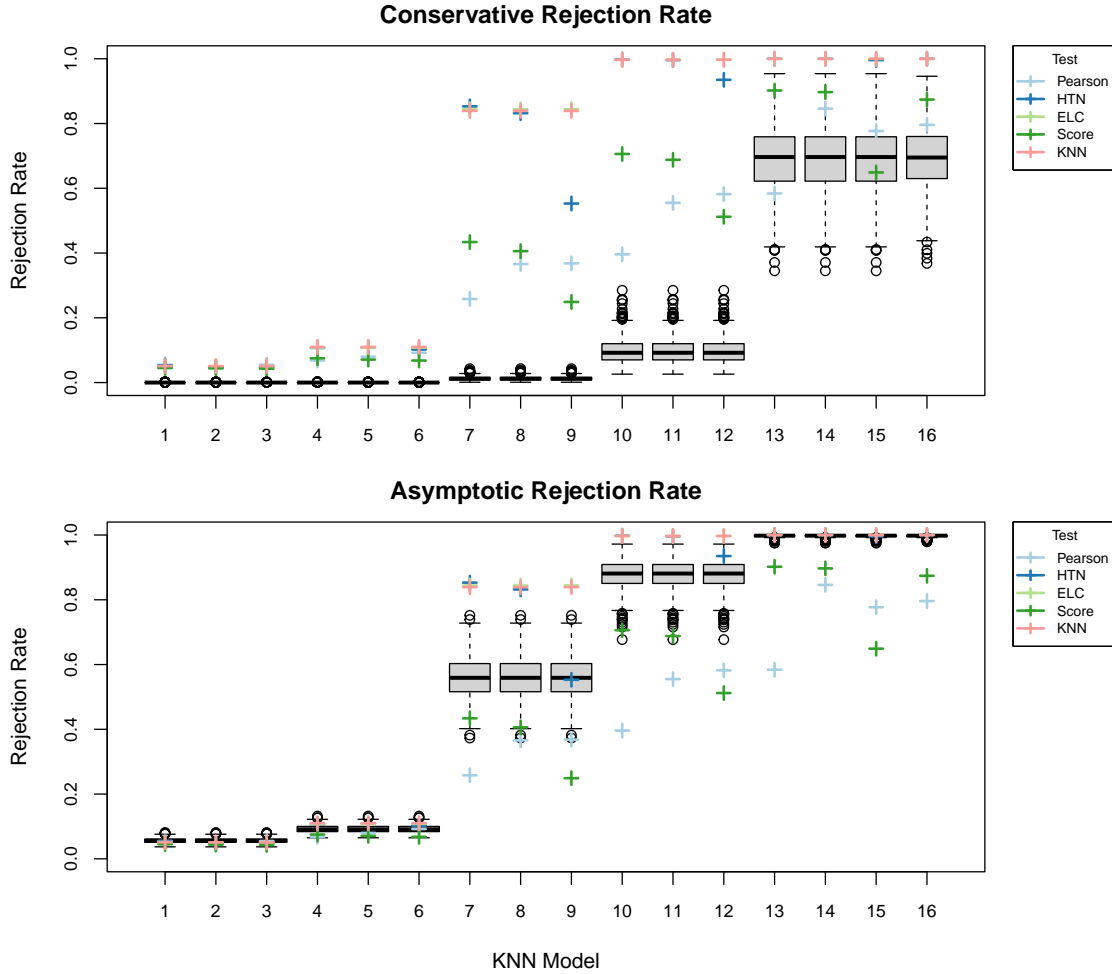 Conservative Rejection Rate
Rejection Rate
1.0
0.8
0.6
0.4
0.2
0.0
1 2 3 4 5 6 7 8 9 10 11 12 13 14 15 16
Test
Pearson
HTN
ELC
Score
KNN
Asymptotic Rejection Rate
Rejection Rate
1.0
0.8
0.6
0.4
0.2
0.0
1 2 3 4 5 6 7 8 9 10 11 12 13 14 15 16
KNN Model
Test
Pearson
HTN
ELC
Score
KNN